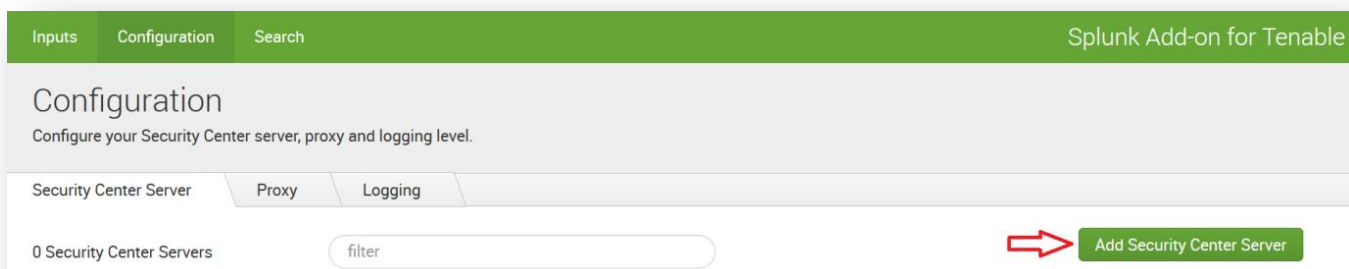 Inputs Configuration Search Splunk Add-on for Tenable
Configuration
Configure your Security Center server, proxy and logging level.
Security Center Server Proxy Logging
0 Security Center Servers filter Add Security Center Server